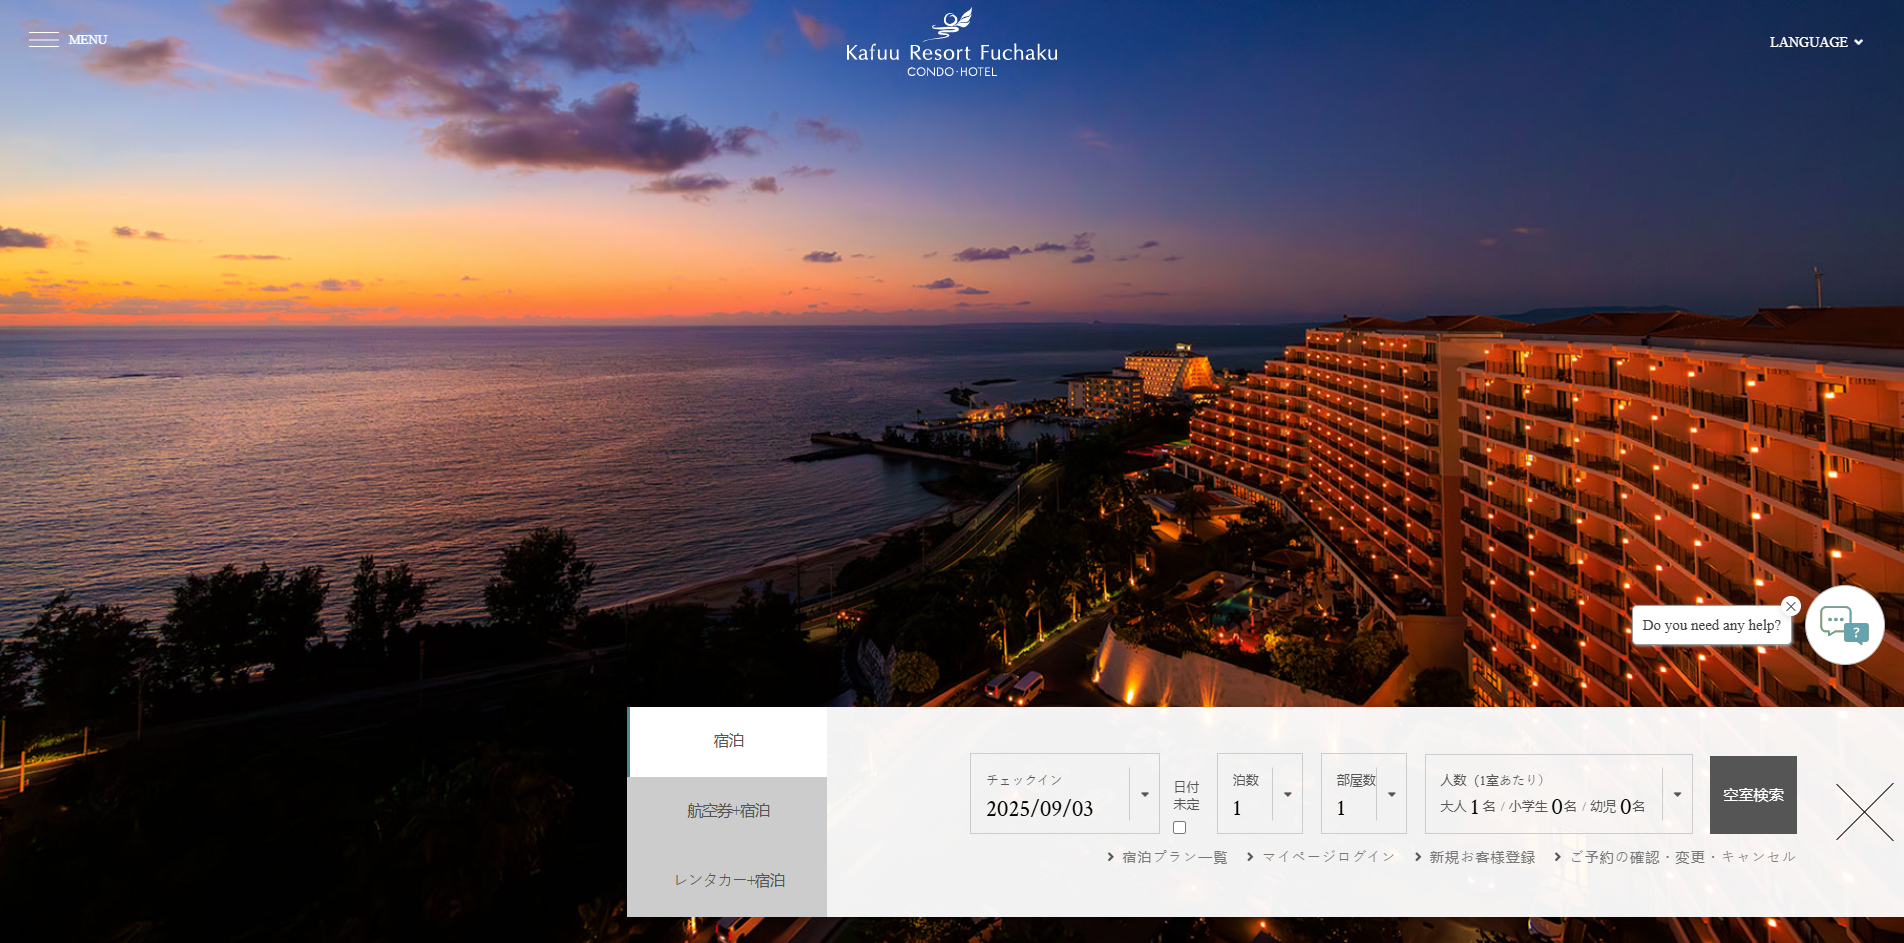 MENU
Kafuu Resort Fuchaku
CONDO·HOTEL
LANGUAGE
Do you need any help?
?
宿泊
航空券+宿泊
レンタカー+宿泊
チェックイン
2025/09/03
日付
未定
泊数
1
部屋数
1
人数（1室あたり）
大人 1 名 / 小学生 0 名 / 幼児 0 名
空室検索
宿泊プラン一覧
マイページログイン
新規お客様登録
ご予約の確認・変更・キャンセル